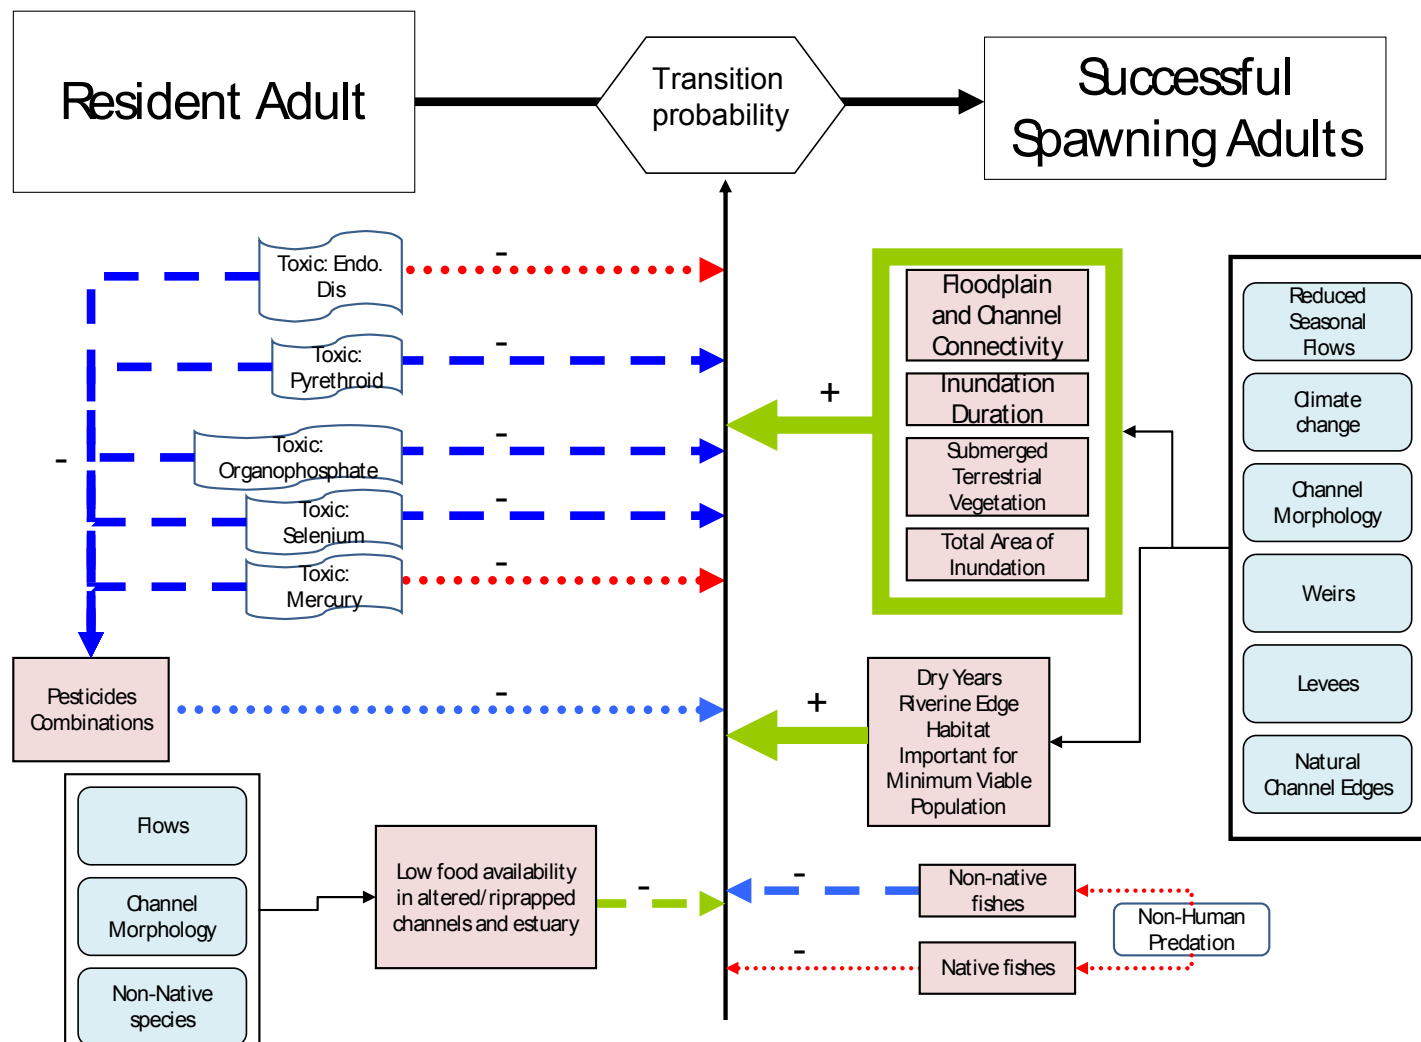 Resident Adult
Transition
probability
Successful
Spawning Adults
Toxic: Endo.
Dis
-
Toxic:
Pyrethroid
-
Toxic:
Organophosphate
-
-
Toxic:
Selenium
-
Toxic:
Mercury
-
Pesticides
Combinations
-
Floodplain
and Channel
Connectivity
Inundation
Duration
Submerged
Terrestrial
Vegetation
Total Area of
Inundation
+
Reduced
Seasonal
Flows
Climate
change
Channel
Morphology
Weirs
Levees
Natural
Channel Edges
Dry Years
Riverine Edge
Habitat
Important for
Minimum Viable
Population
+
Flows
Channel
Morphology
Non-Native
species
Low food availability
in altered/riprapped
channels and estuary
-
Non-native
fishes
-
Native fishes
-
Non-Human
Predation